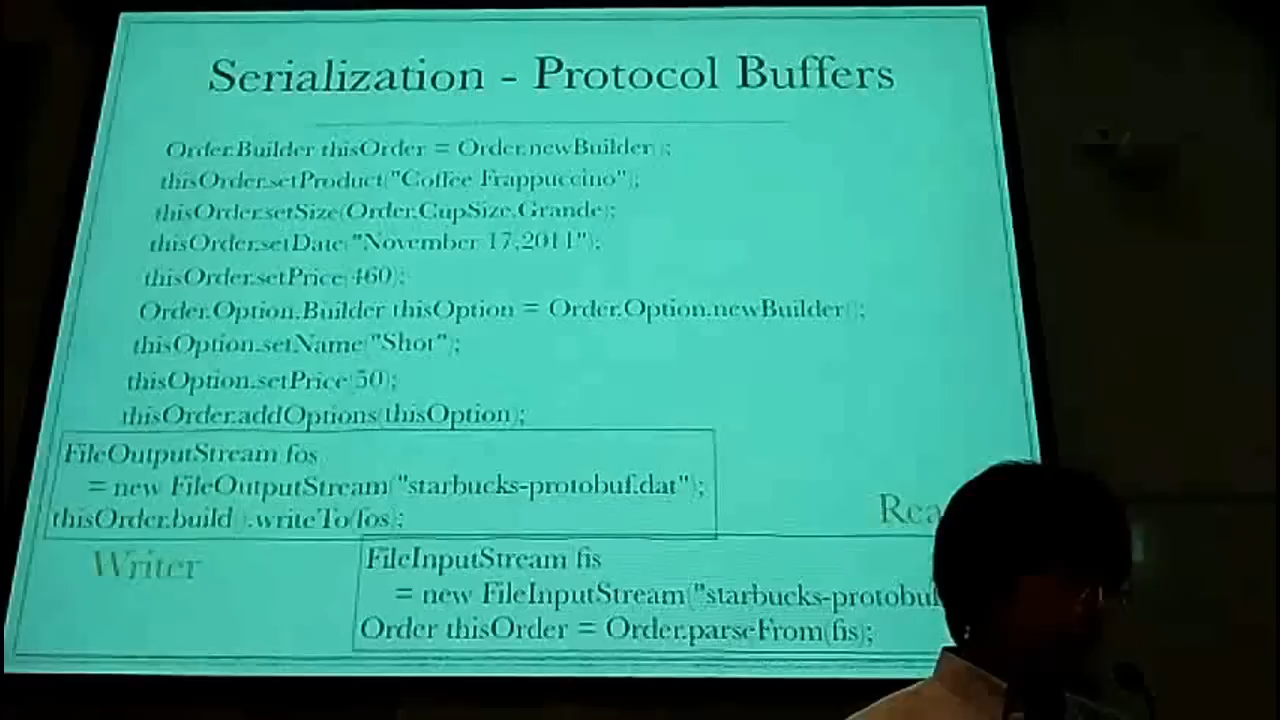 Serialization - Protocol Buffers
Order.Builder thisOrder = Order.newBuilder();
thisOrder.setProduct("Coffee Frappuccino");
thisOrder.setSize(Order.CupSize.Grande);
thisOrder.setDate("November 17,2011");
thisOrder.setPrice(460);
Order.Option.Builder thisOption = Order.Option.newBuilder();
thisOption.setName("Shot");
thisOption.setPrice(50);
thisOrder.addOptions(thisOption);
FileOutputStream fos
= new FileOutputStream("starbucks-protobuf.dat");
thisOrder.build().writeTo(fos);
Writer
Rea
FileInputStream fis
= new FileInputStream("starbucks-protobuf
Order thisOrder = Order.parseFrom(fis);